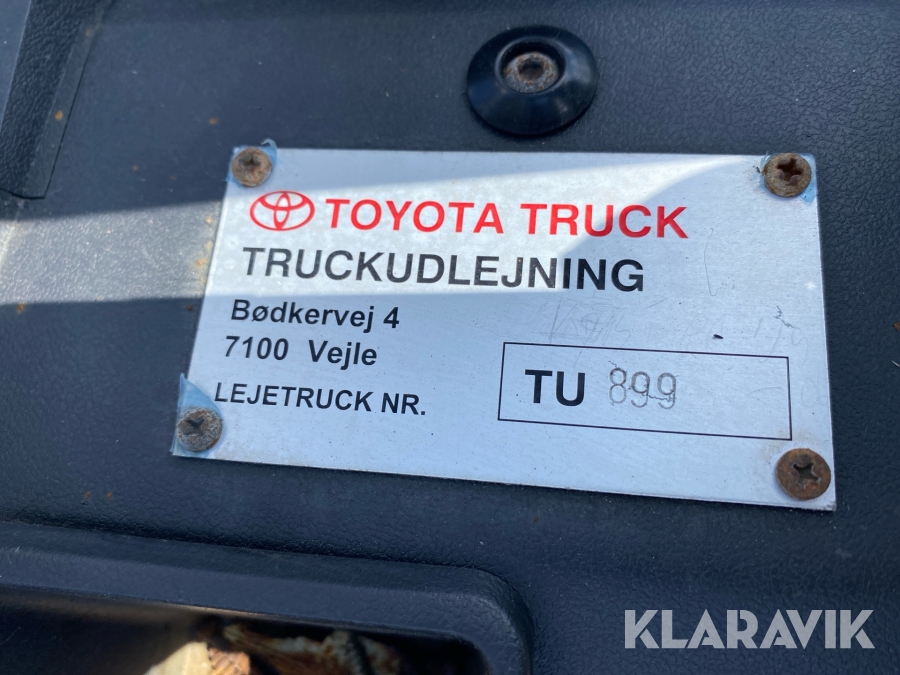 TOYOTA TRUCK
TRUCKUDLEJNING
Bødkervej 4
7100 Vejle
LEJETRUCK NR.
TU 899
KLARAVIK